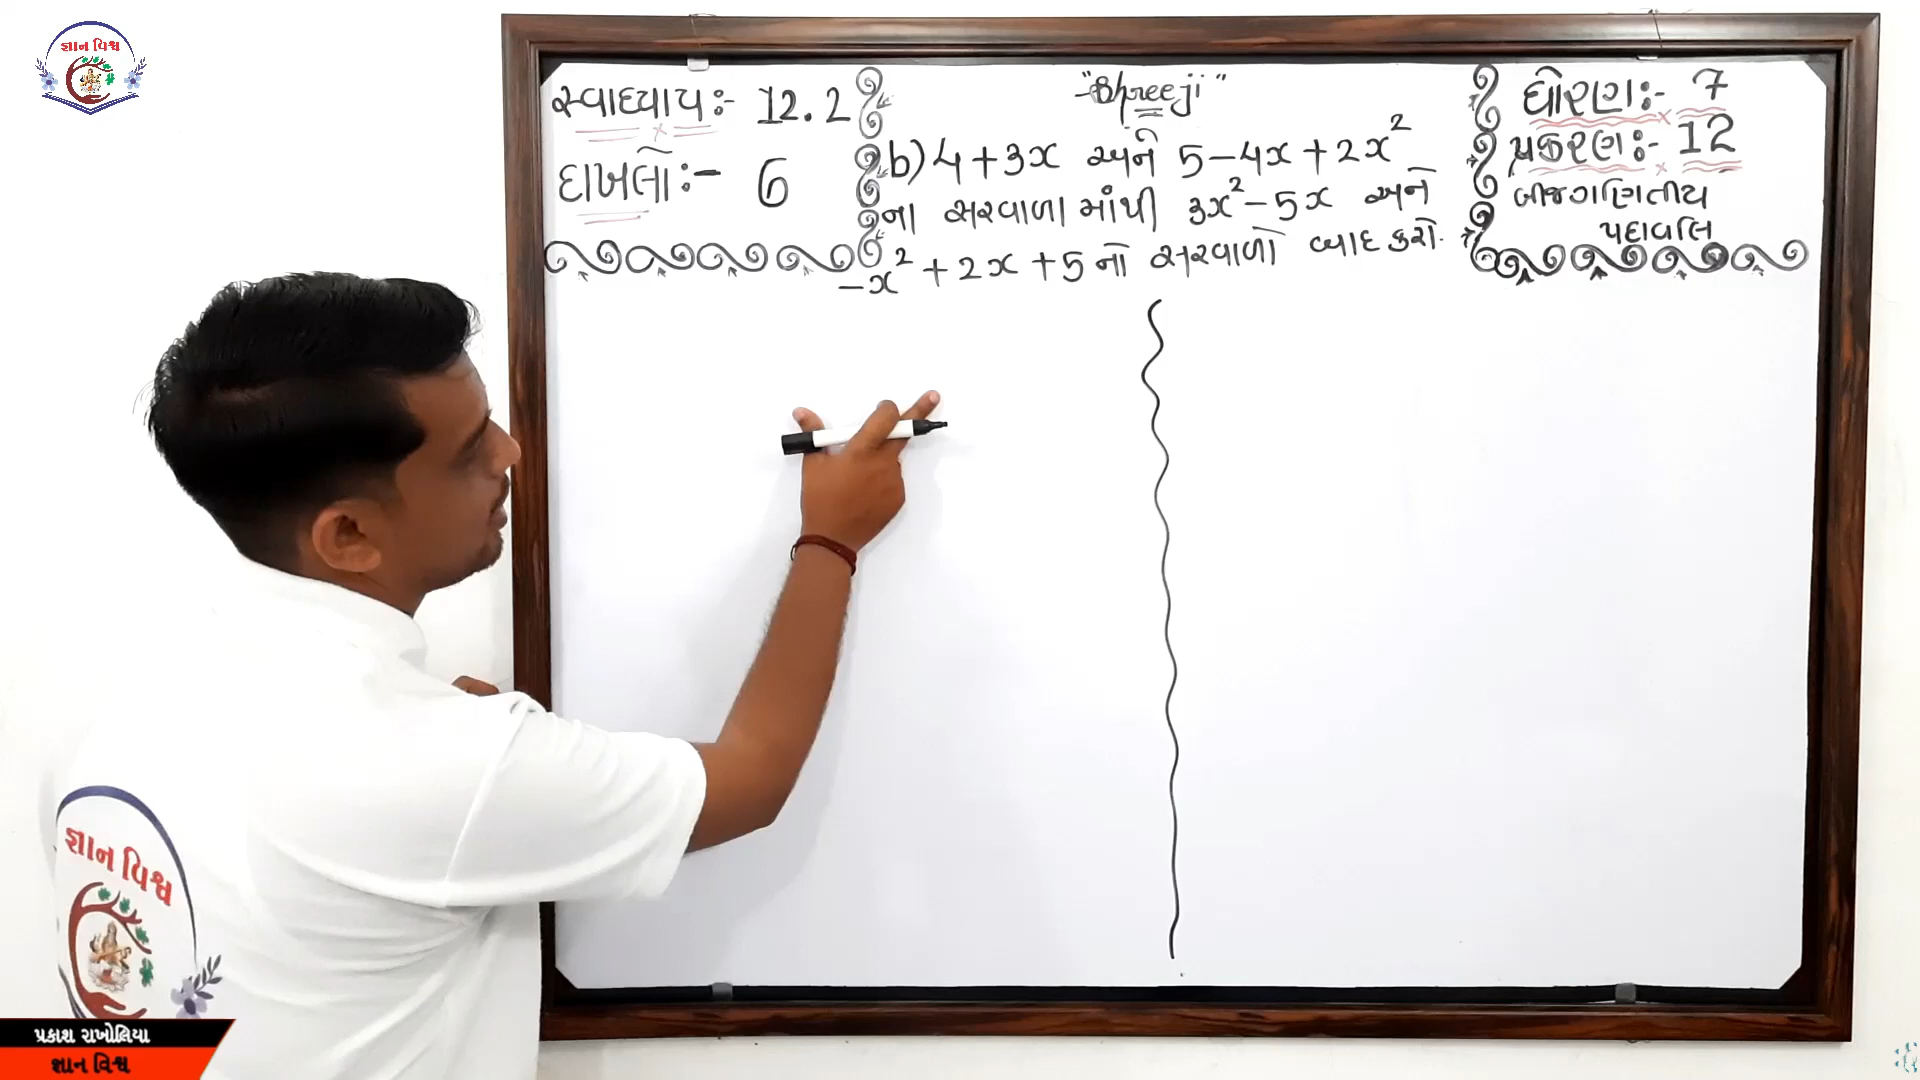 જ્ઞાન વિશ્વ
સ્વાધ્યાય:- 12.2
દાખલો:- 6
"Shreeji"
b) 4+3x અને 5-4x+2x²
ના સરવાળા માંથી 3x²-5x અને
-x²+2x+5 નો સરવાળો બાદ કરો.
ધોરણ:- 7
પ્રકરણ:- 12
બીજગણિતીય
પદાવલિ
જ્ઞાન વિશ્વ
પ્રકાશ રાખોલિયા
જ્ઞાન વિશ્વ